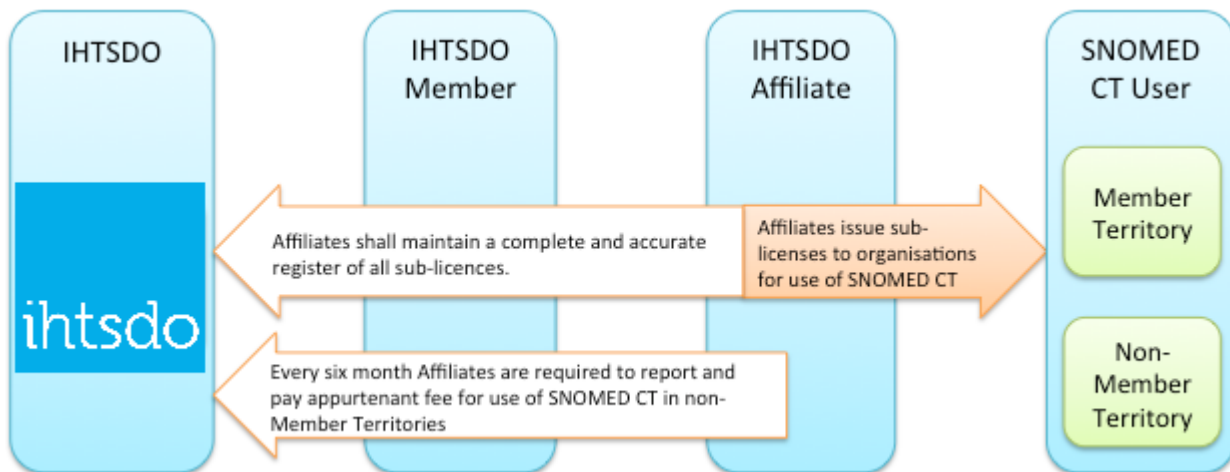 IHTSDO
IHTSDO
Member
IHTSDO
Affiliate
SNOMED
CT User
ihtsdo
Affiliates shall maintain a complete and accurate
register of all sub-licences.
Affiliates issue sub-
licenses to organisations
for use of SNOMED CT
Member
Territory
Every six month Affiliates are required to report and
pay appurtenant fee for use of SNOMED CT in non-
Member Territories
Non-
Member
Territory